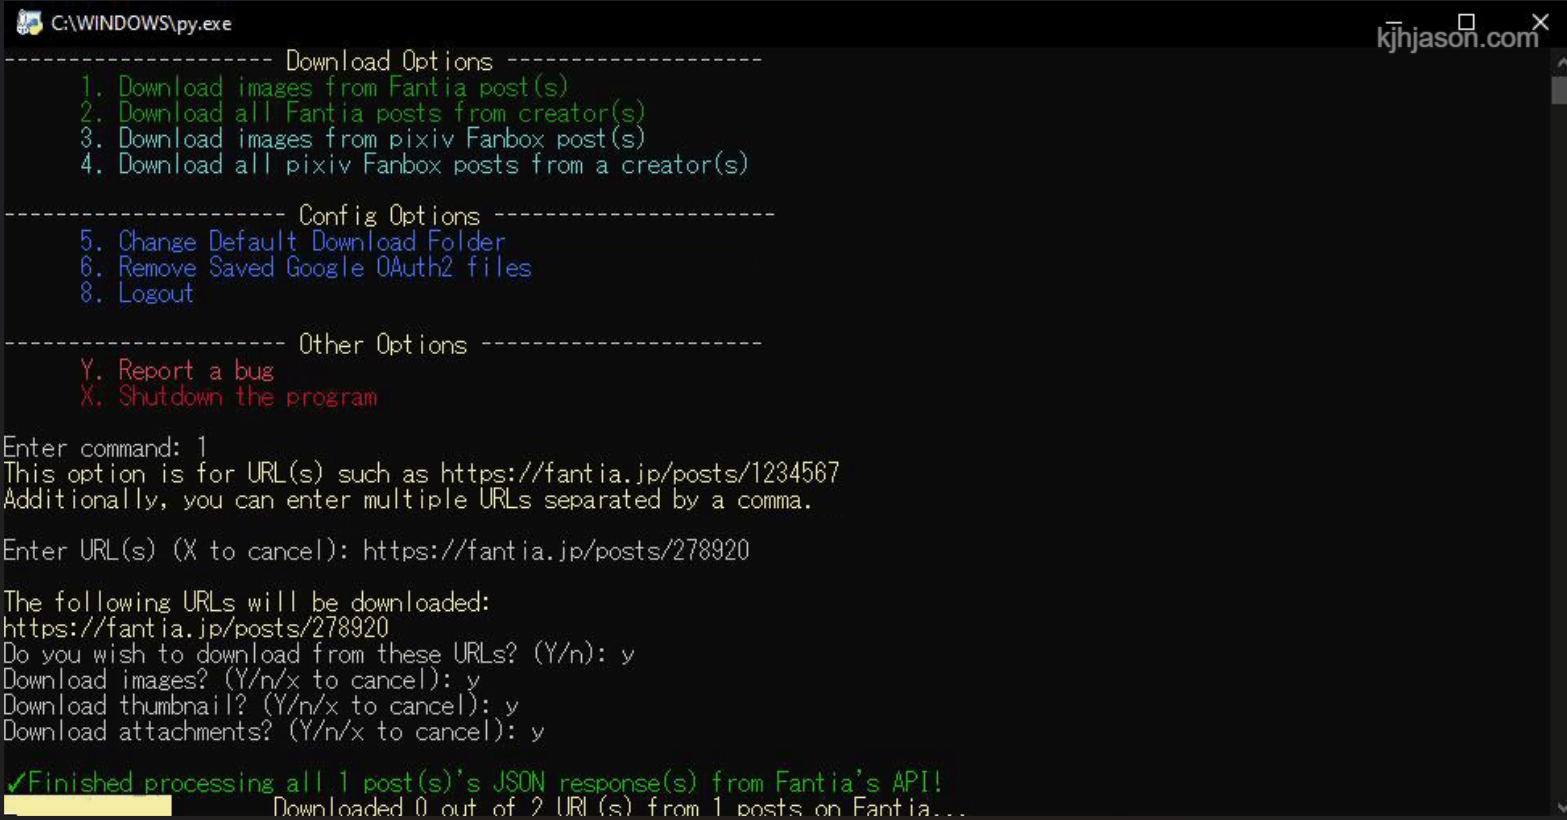 C:\WINDOWS\py.exe
kjhjason.com
--------------------- Download Options --------------------
1. Download images from Fantia post(s)
2. Download all Fantia posts from creator(s)
3. Download images from pixiv Fanbox post(s)
4. Download all pixiv Fanbox posts from a creator(s)
---------------------- Config Options ----------------------
5. Change Default Download Folder
6. Remove Saved Google OAuth2 files
8. Logout
---------------------- Other Options ----------------------
Y. Report a bug
X. Shutdown the program
Enter command: 1
This option is for URL(s) such as https://fantia.jp/posts/1234567
Additionally, you can enter multiple URLs separated by a comma.
Enter URL(s) (X to cancel): https://fantia.jp/posts/278920
The following URLs will be downloaded:
https://fantia.jp/posts/278920
Do you wish to download from these URLs? (Y/n): y
Download images? (Y/n/x to cancel): y
Download thumbnail? (Y/n/x to cancel): y
Download attachments? (Y/n/x to cancel): y
✓Finished processing all 1 post(s)'s JSON response(s) from Fantia's API!
Downloaded 0 out of 2 URL(s) from 1 posts on Fantia...